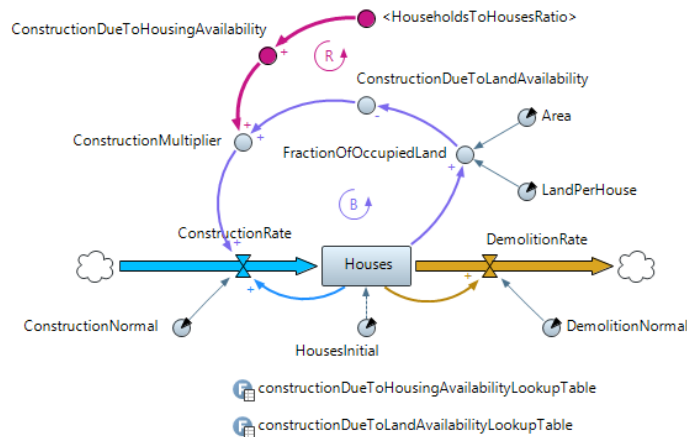 <HouseholdsToHousesRatio>
ConstructionDueToHousingAvailability
+
R
ConstructionDueToLandAvailability
-
Area
+
+
ConstructionMultiplier
FractionOfOccupiedLand
+
LandPerHouse
B
ConstructionRate
DemolitionRate
+
Houses
+
+
ConstructionNormal
DemolitionNormal
HousesInitial
F
constructionDueToHousingAvailabilityLookupTable
F
constructionDueToLandAvailabilityLookupTable